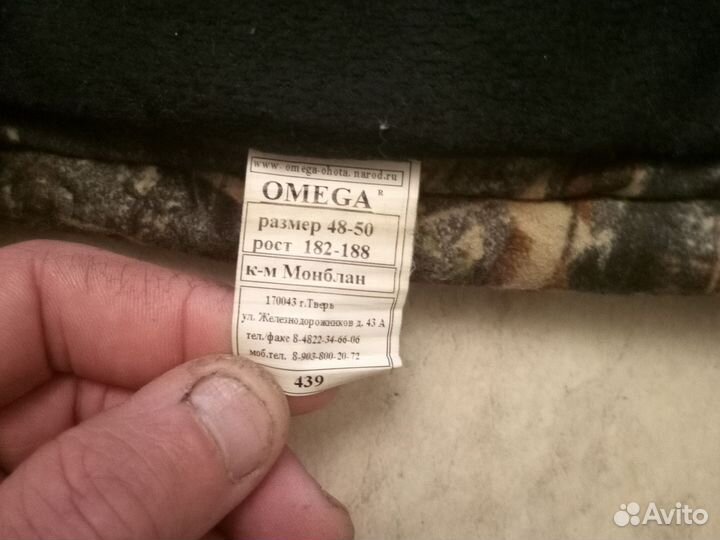 www. omega-ohota. narod.ru
OMEGA ®
размер 48-50
рост 182-188
к-м Монблан
170043 г.Тверь
ул. Железнодорожников д. 43 А
тел./факс 8-4822-34-66-06
моб.тел. 8-903-800-20-72
439
Avito